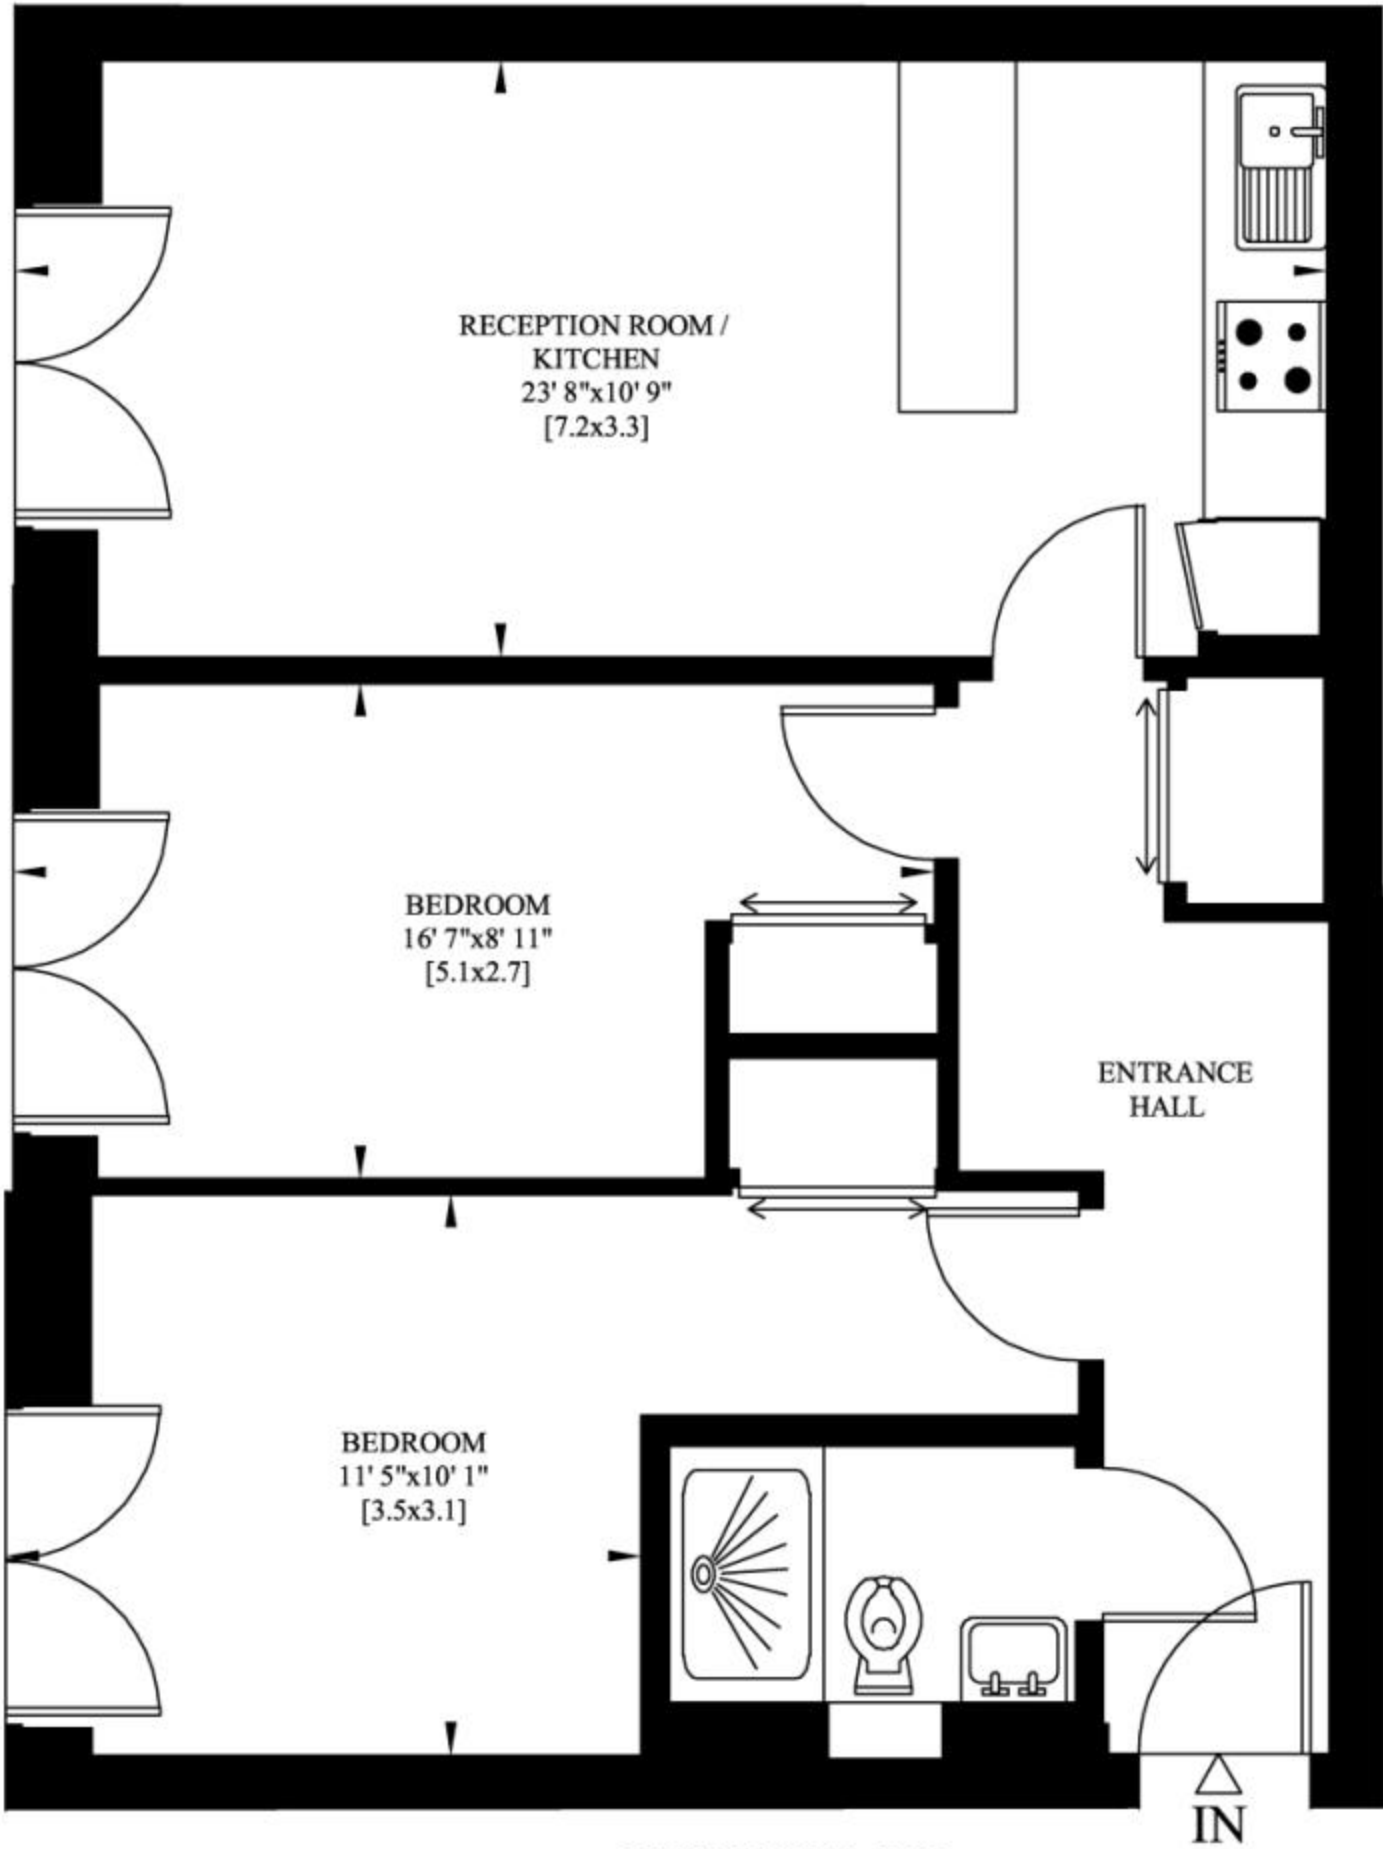 RECEPTION ROOM /
KITCHEN
23' 8"x10' 9"
[7.2x3.3]
BEDROOM
16' 7"x8' 11"
[5.1x2.7]
ENTRANCE
HALL
BEDROOM
11' 5"x10' 1"
[3.5x3.1]
IN